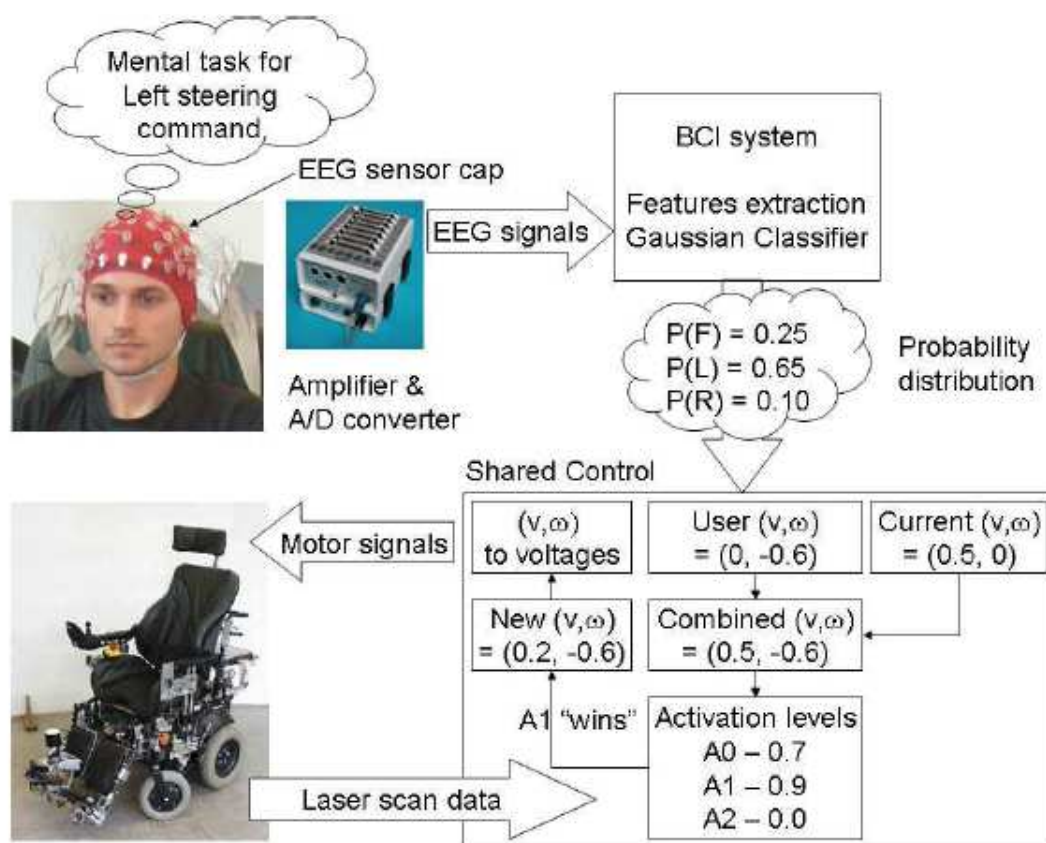 Mental task for
Left steering
command
EEG sensor cap
EEG signals
BCI system
Features extraction
Gaussian Classifier
Amplifier &
A/D converter
P(F) = 0.25
P(L) = 0.65
P(R) = 0.10
Probability
distribution
Shared Control
Motor signals
(v,ω)
to voltages
User (v,ω)
= (0, -0.6)
Current (v,ω)
= (0.5, 0)
New (v,ω)
= (0.2, -0.6)
Combined (v,ω)
= (0.5, -0.6)
A1 “wins”
Activation levels
A0 – 0.7
A1 – 0.9
A2 – 0.0
Laser scan data